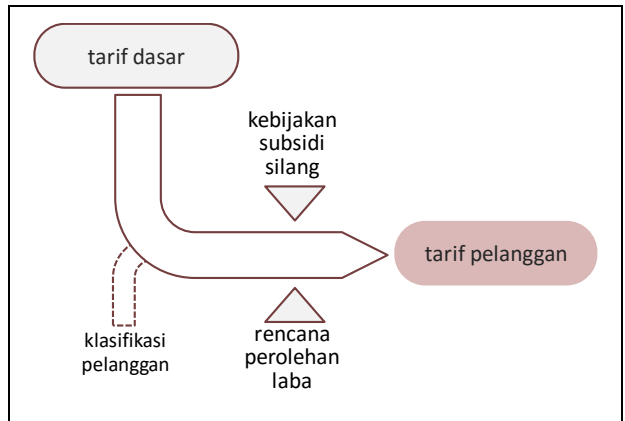 tarif dasar
kebijakan
subsidi
silang
tarif pelanggan
klasifikasi
pelanggan
rencana
perolehan
laba